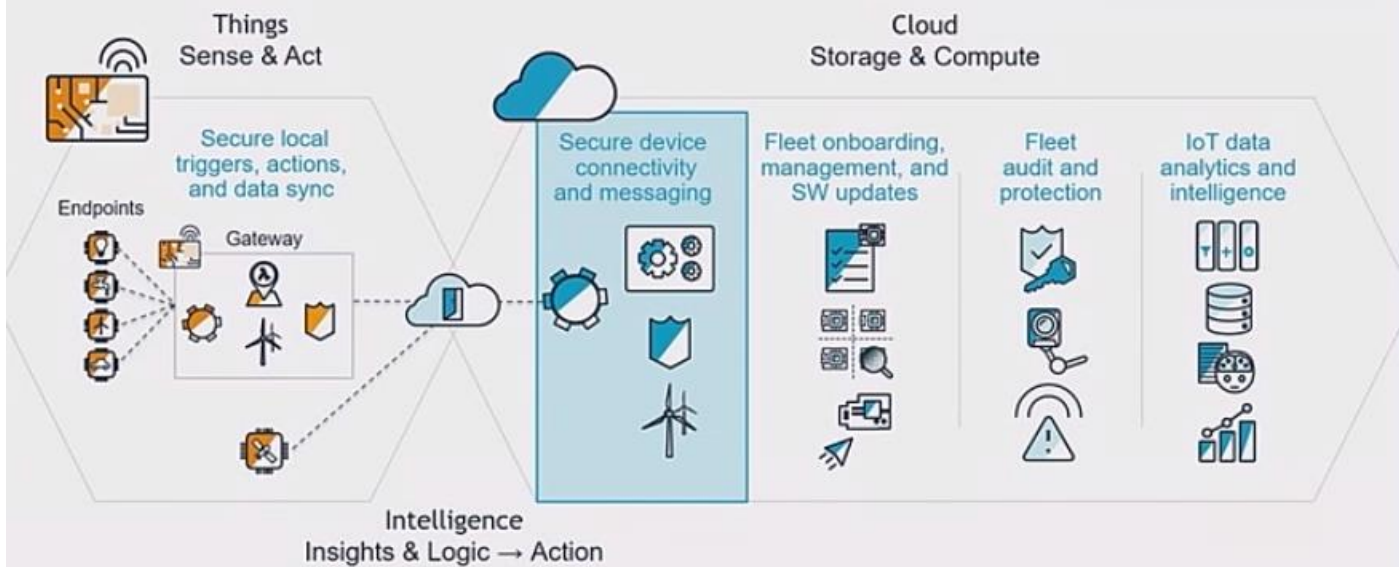 Things
Sense & Act
Cloud
Storage & Compute
Secure local
triggers, actions,
and data sync
Endpoints
Gateway
λ
Secure device
connectivity
and messaging
Fleet onboarding,
management, and
SW updates
Fleet
audit and
protection
IoT data
analytics and
intelligence
Intelligence
Insights & Logic → Action